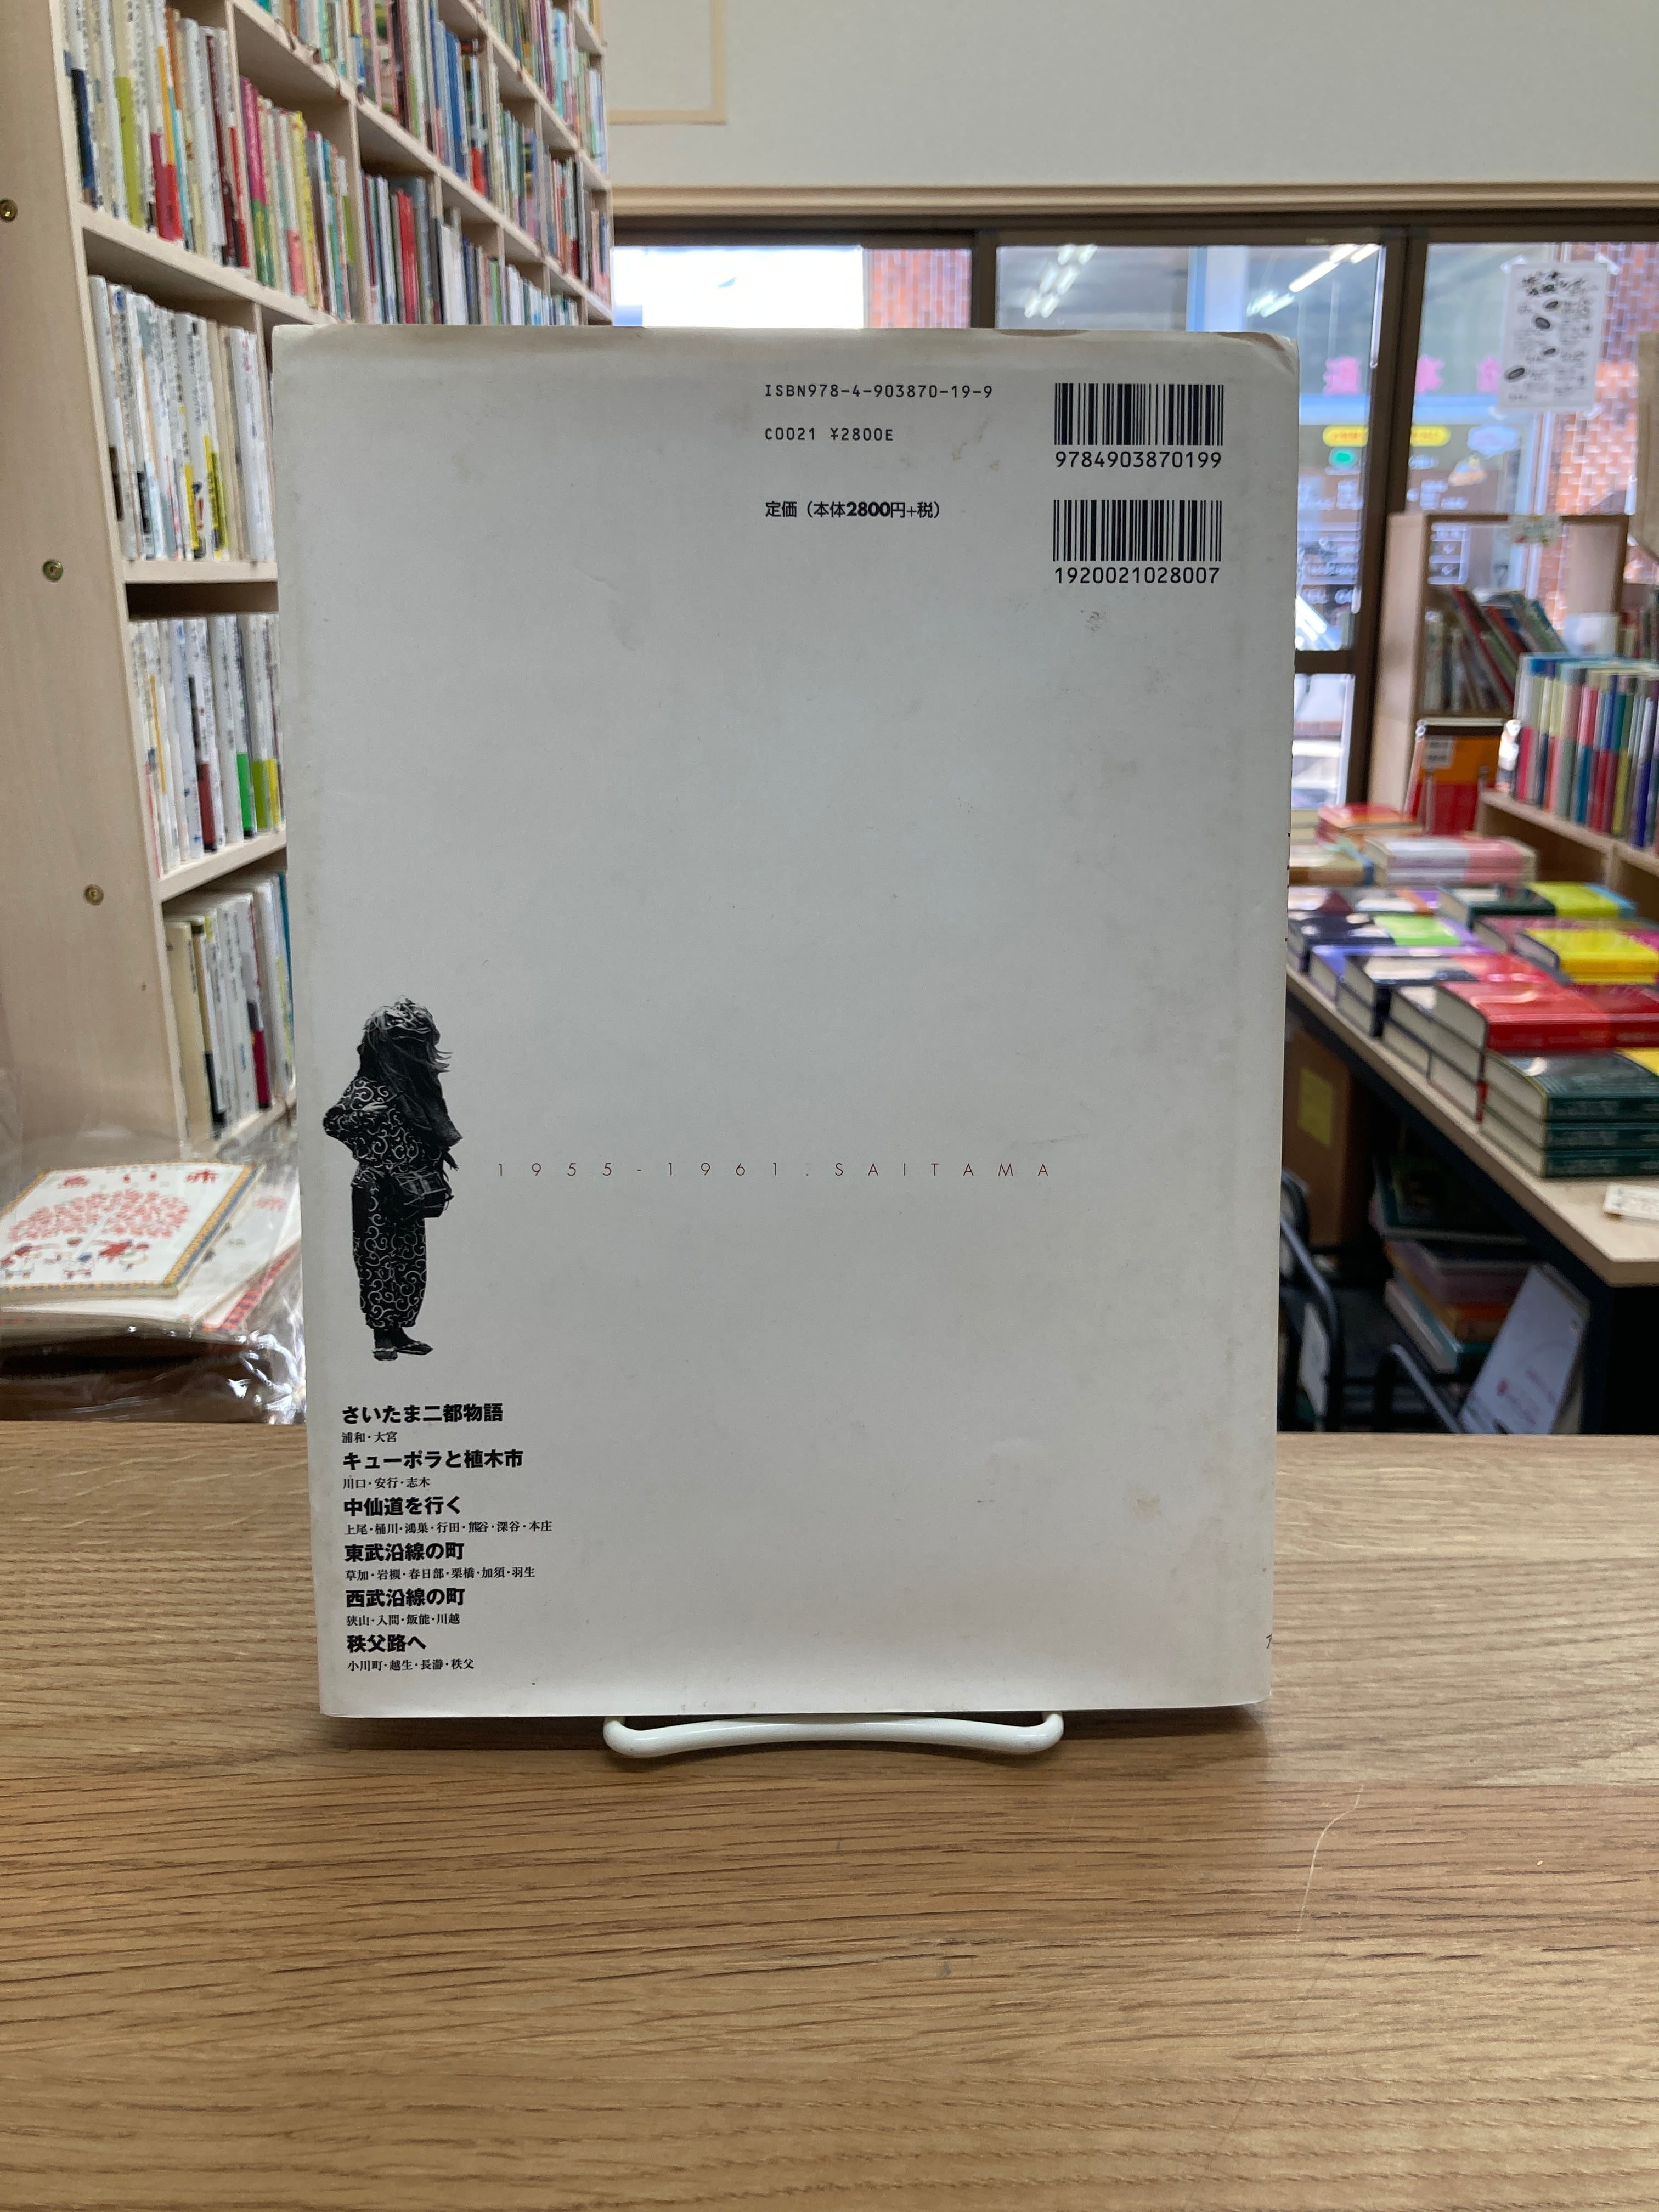 ISBN978-4-903870-19-9
C0021 ¥2800E
9784903870199
定価（本体2800円+税）
1920021028007
1955-1961.SAITAMA
さいたま二都物語
浦和・大宮
キューポラと植木市
川口・安行・志木
中仙道を行く
上尾・桶川・鴻巣・行田・熊谷・深谷・本庄
東武沿線の町
草加・岩槻・春日部・栗橋・加須・羽生
西武沿線の町
狭山・入間・飯能・川越
秩父路へ
小川町・越生・長瀞・秩父